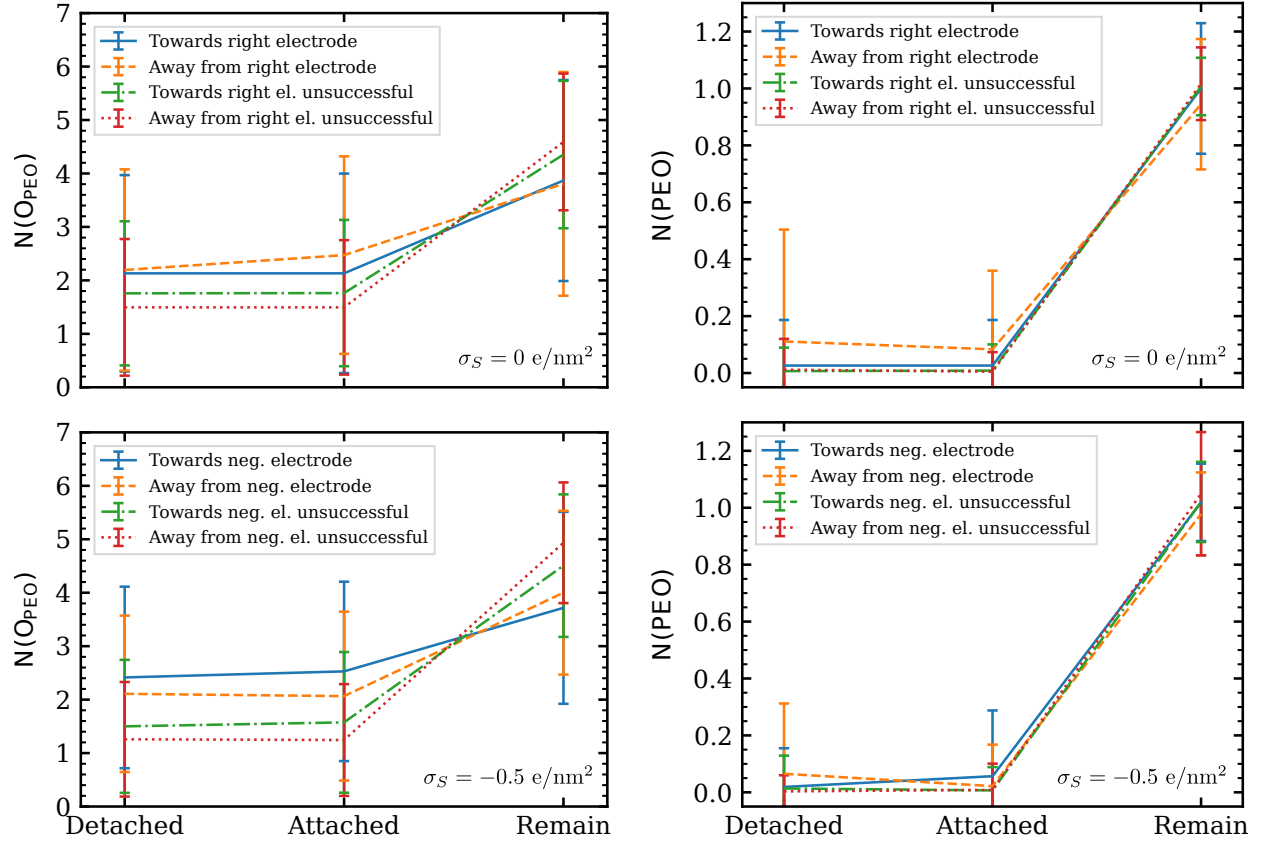 7
6
5
4
3
2
1
0
N(O_PEO)
Towards right electrode
Away from right electrode
Towards right el. unsuccessful
Away from right el. unsuccessful
σ_S = 0 e/nm²
1.2
1.0
0.8
0.6
0.4
0.2
0.0
N(PEO)
Towards right electrode
Away from right electrode
Towards right el. unsuccessful
Away from right el. unsuccessful
σ_S = 0 e/nm²
7
6
5
4
3
2
1
0
N(O_PEO)
Towards neg. electrode
Away from neg. electrode
Towards neg. el. unsuccessful
Away from neg. el. unsuccessful
σ_S = −0.5 e/nm²
Detached Attached Remain
1.2
1.0
0.8
0.6
0.4
0.2
0.0
N(PEO)
Towards neg. electrode
Away from neg. electrode
Towards neg. el. unsuccessful
Away from neg. el. unsuccessful
σ_S = −0.5 e/nm²
Detached Attached Remain